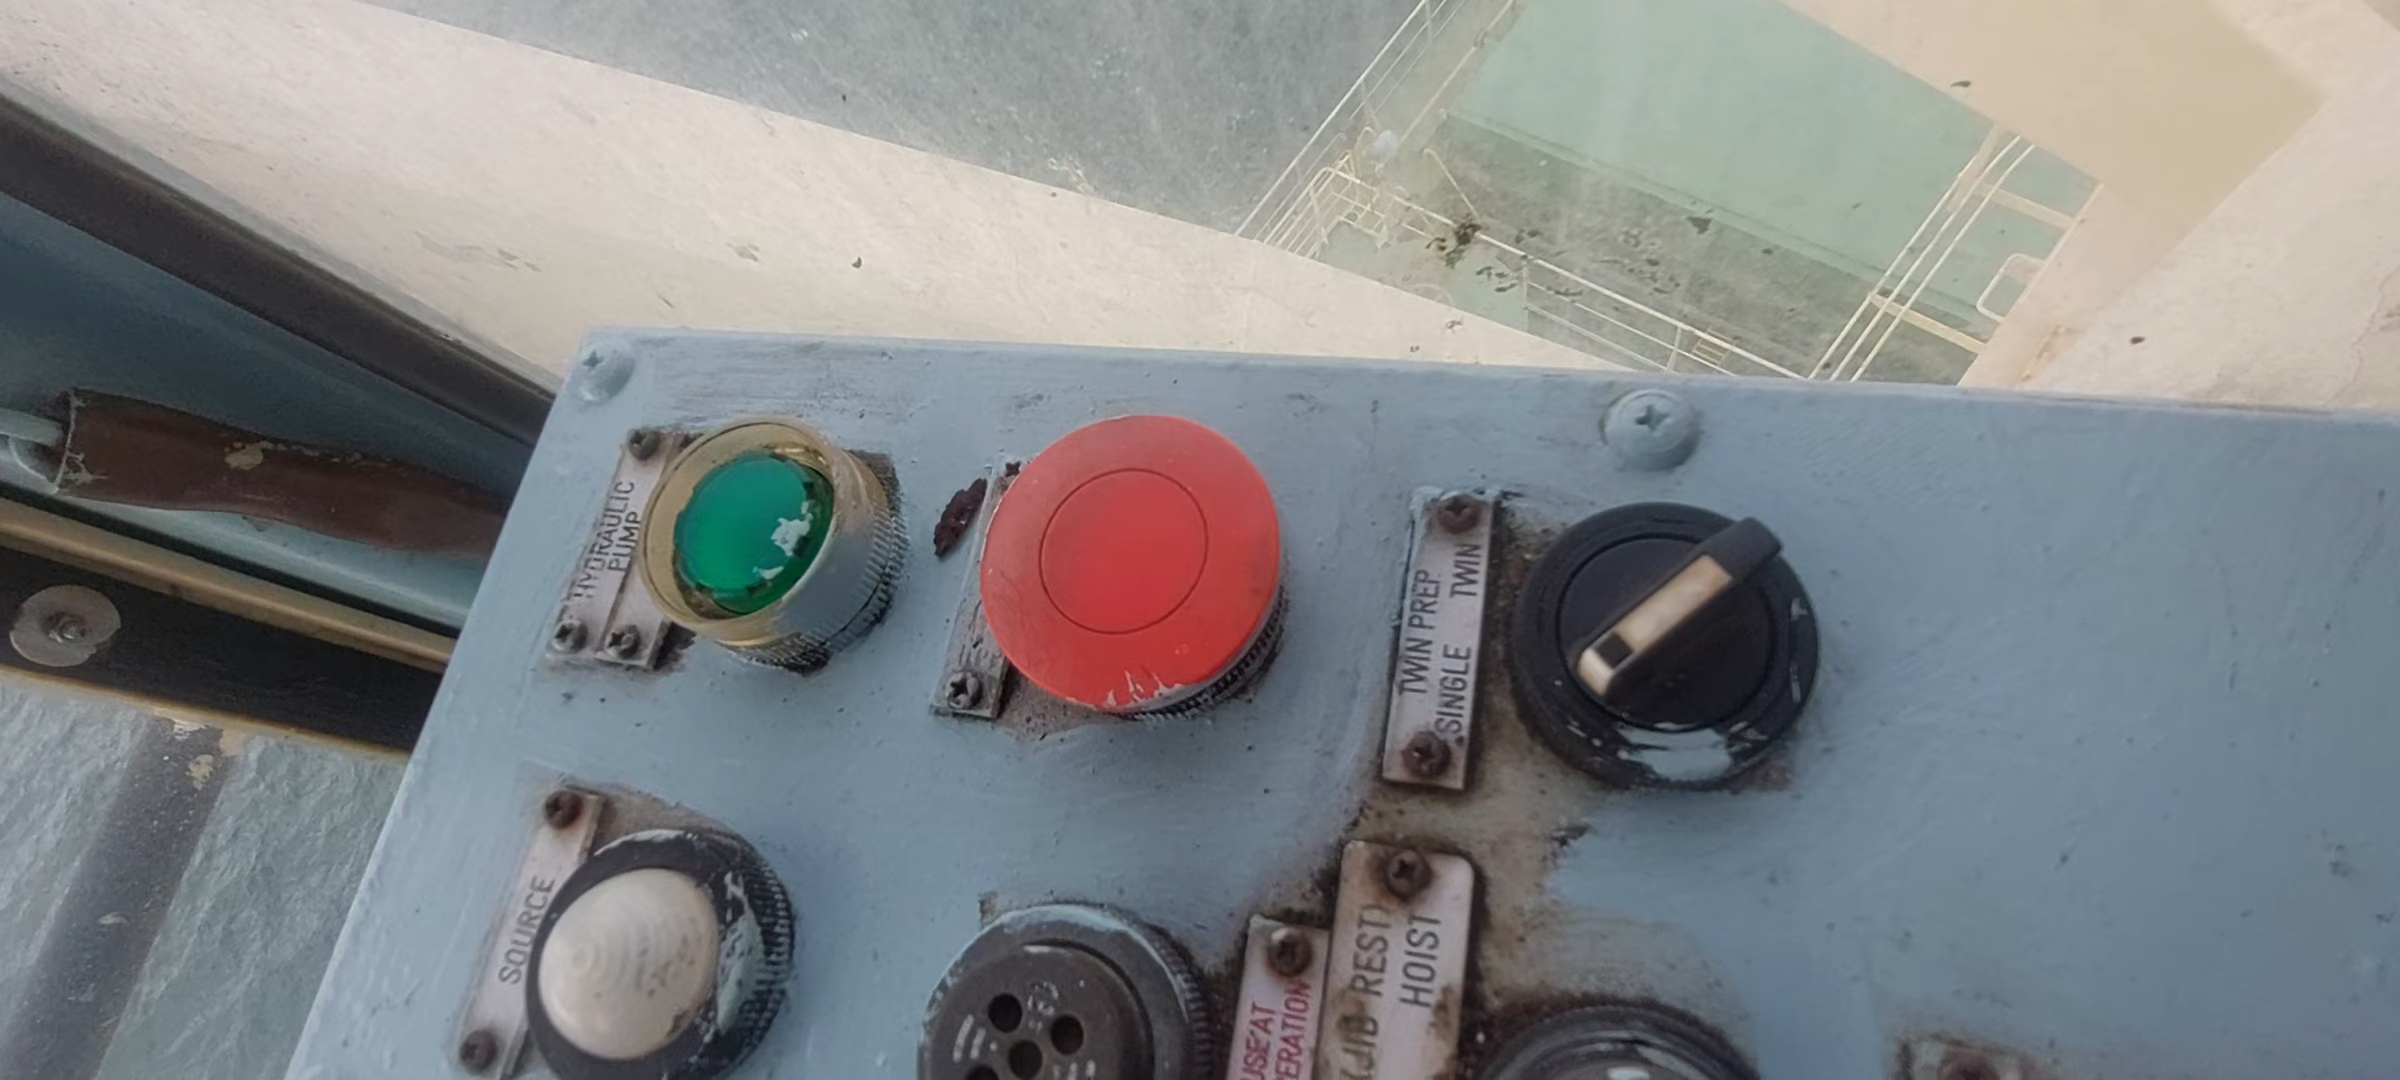 HYDRAULIC
PUMP
TWIN PREP
SINGLE TWIN
SOURCE
REST)
HOIST